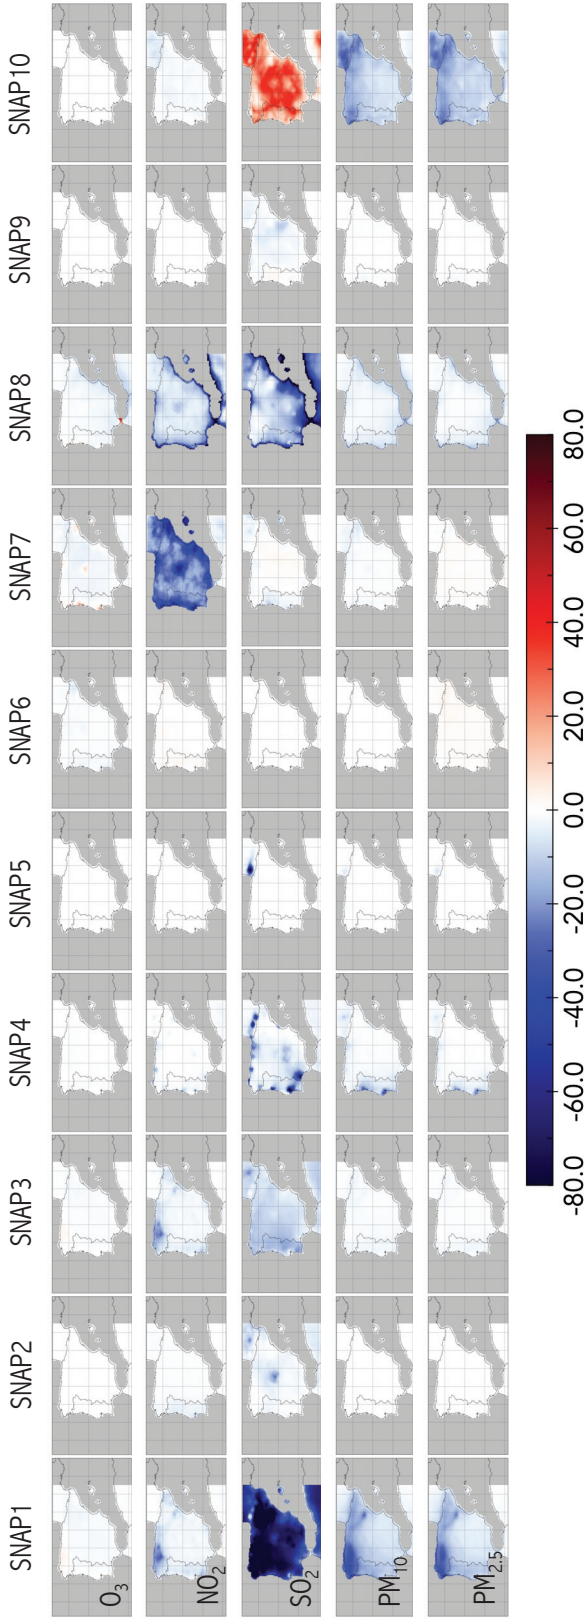 SNAP1 SNAP2 SNAP3 SNAP4 SNAP5 SNAP6 SNAP7 SNAP8 SNAP9 SNAP10
O₃
NO₂
SO₂
PM₁₀
PM₂.₅
-80.0 -60.0 -40.0 -20.0 0.0 20.0 40.0 60.0 80.0